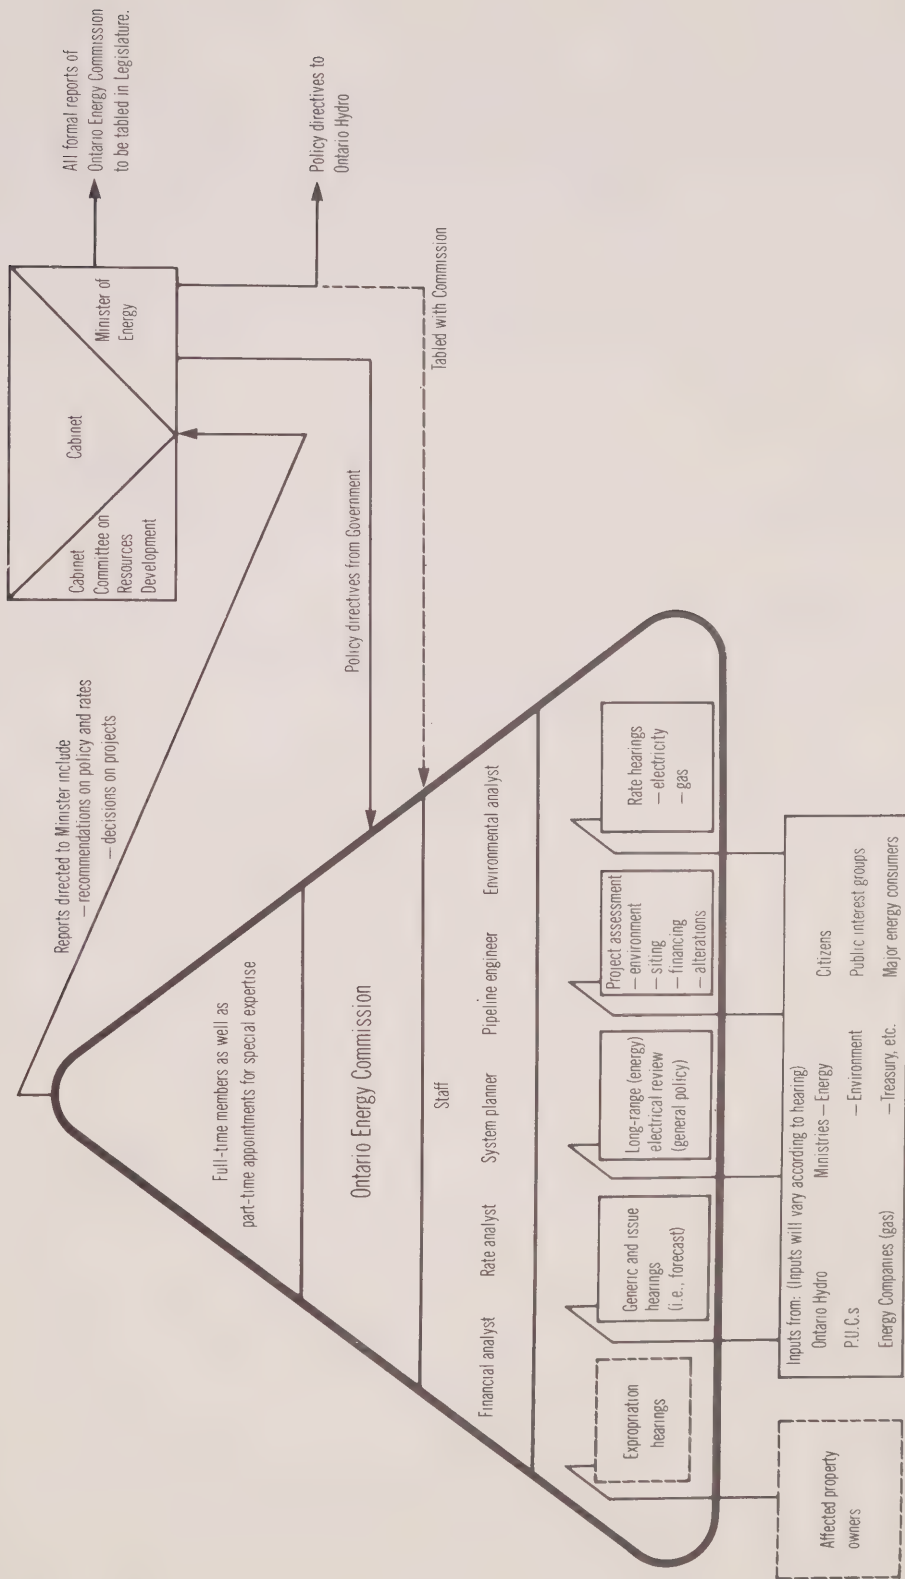 All formal reports of
Ontario Energy Commission
to be tabled in Legislature.
Cabinet
Cabinet
Committee on
Resources
Development
Minister of
Energy
Policy directives to
Ontario Hydro
Reports directed to Minister include
— recommendations on policy and rates
— decisions on projects
Policy directives from Government
Tabled with Commission
Full-time members as well as
part-time appointments for special expertise
Ontario Energy Commission
Staff
Financial analyst
Rate analyst
System planner
Pipeline engineer
Environmental analyst
Expropriation
hearings
Generic and issue
hearings
(i.e., forecast)
Long-range (energy)
electrical review
(general policy)
Project assessment
— environment
— siting
— financing
— alterations
Rate hearings
— electricity
— gas
Affected property
owners
Inputs from: (Inputs will vary according to hearing)
Ontario Hydro Ministries — Energy Citizens
P.U.C.s — Environment Public interest groups
Energy Companies (gas) — Treasury, etc. Major energy consumers